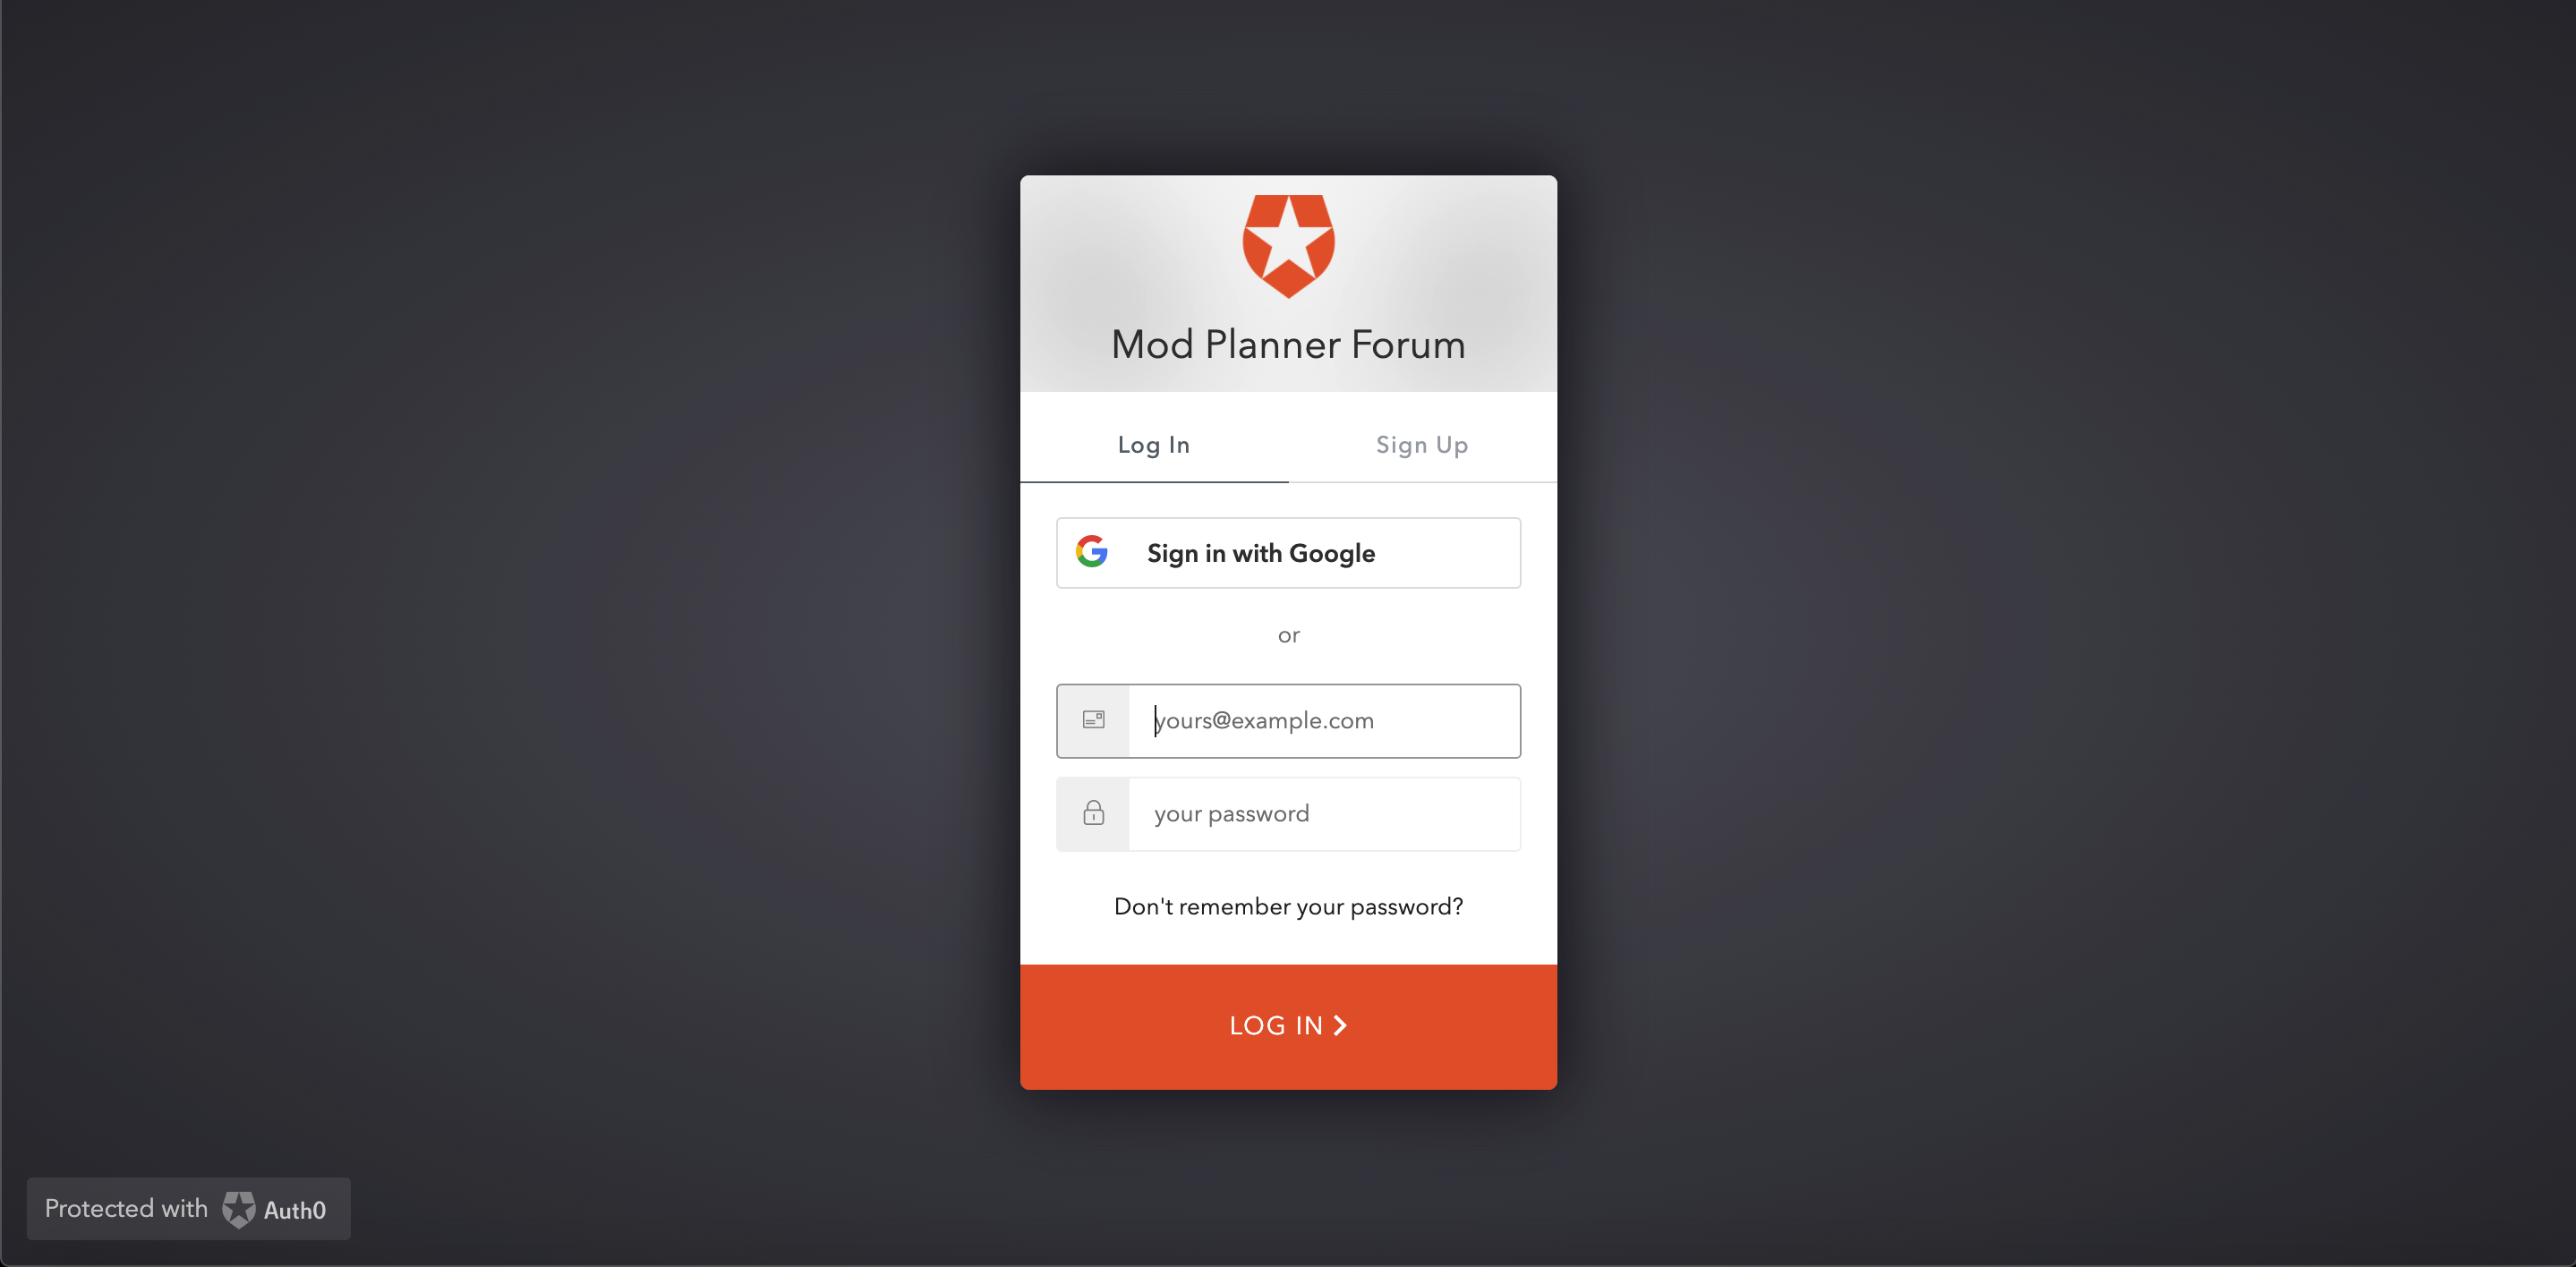 Mod Planner Forum
Log In
Sign Up
Sign in with Google
or
yours@example.com
your password
Don't remember your password?
LOG IN
Protected with Auth0